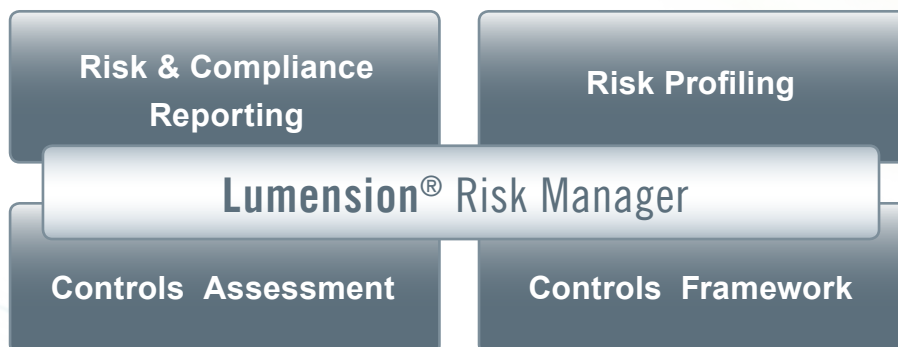 Risk & Compliance
Reporting
Risk Profiling
Lumension® Risk Manager
Controls Assessment
Controls Framework